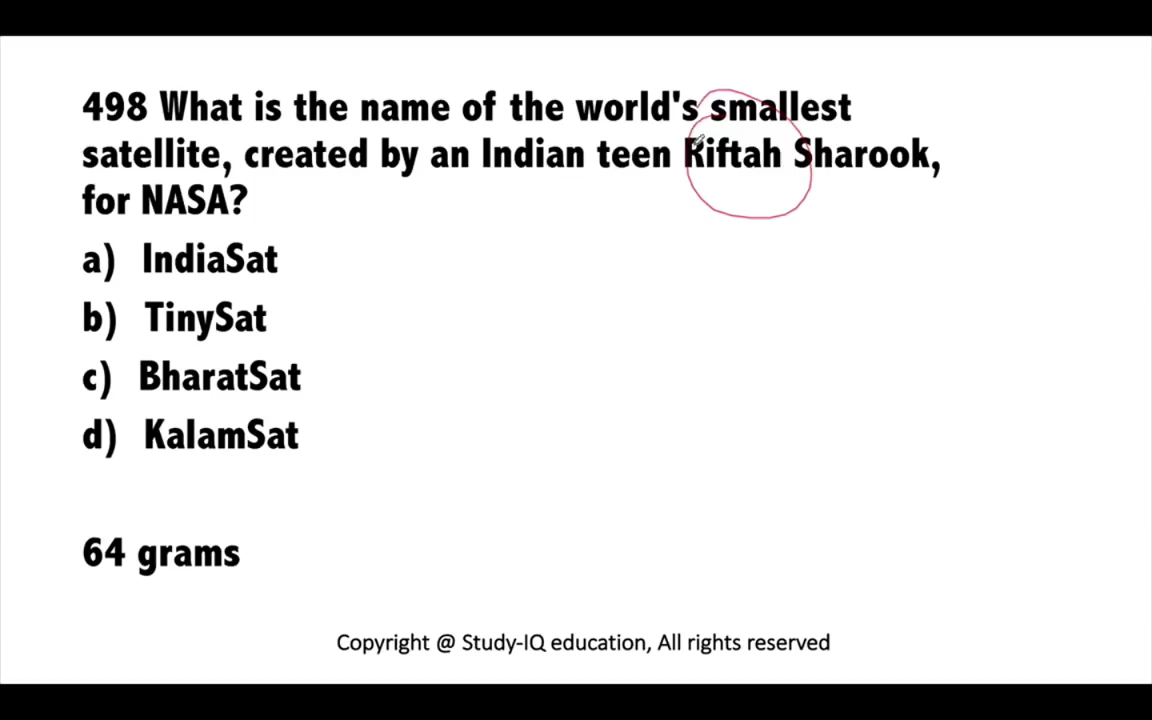 498 What is the name of the world's smallest
satellite, created by an Indian teen Riftah Sharook,
for NASA?
a) IndiaSat
b) TinySat
c) BharatSat
d) KalamSat
64 grams
Copyright @ Study-IQ education, All rights reserved